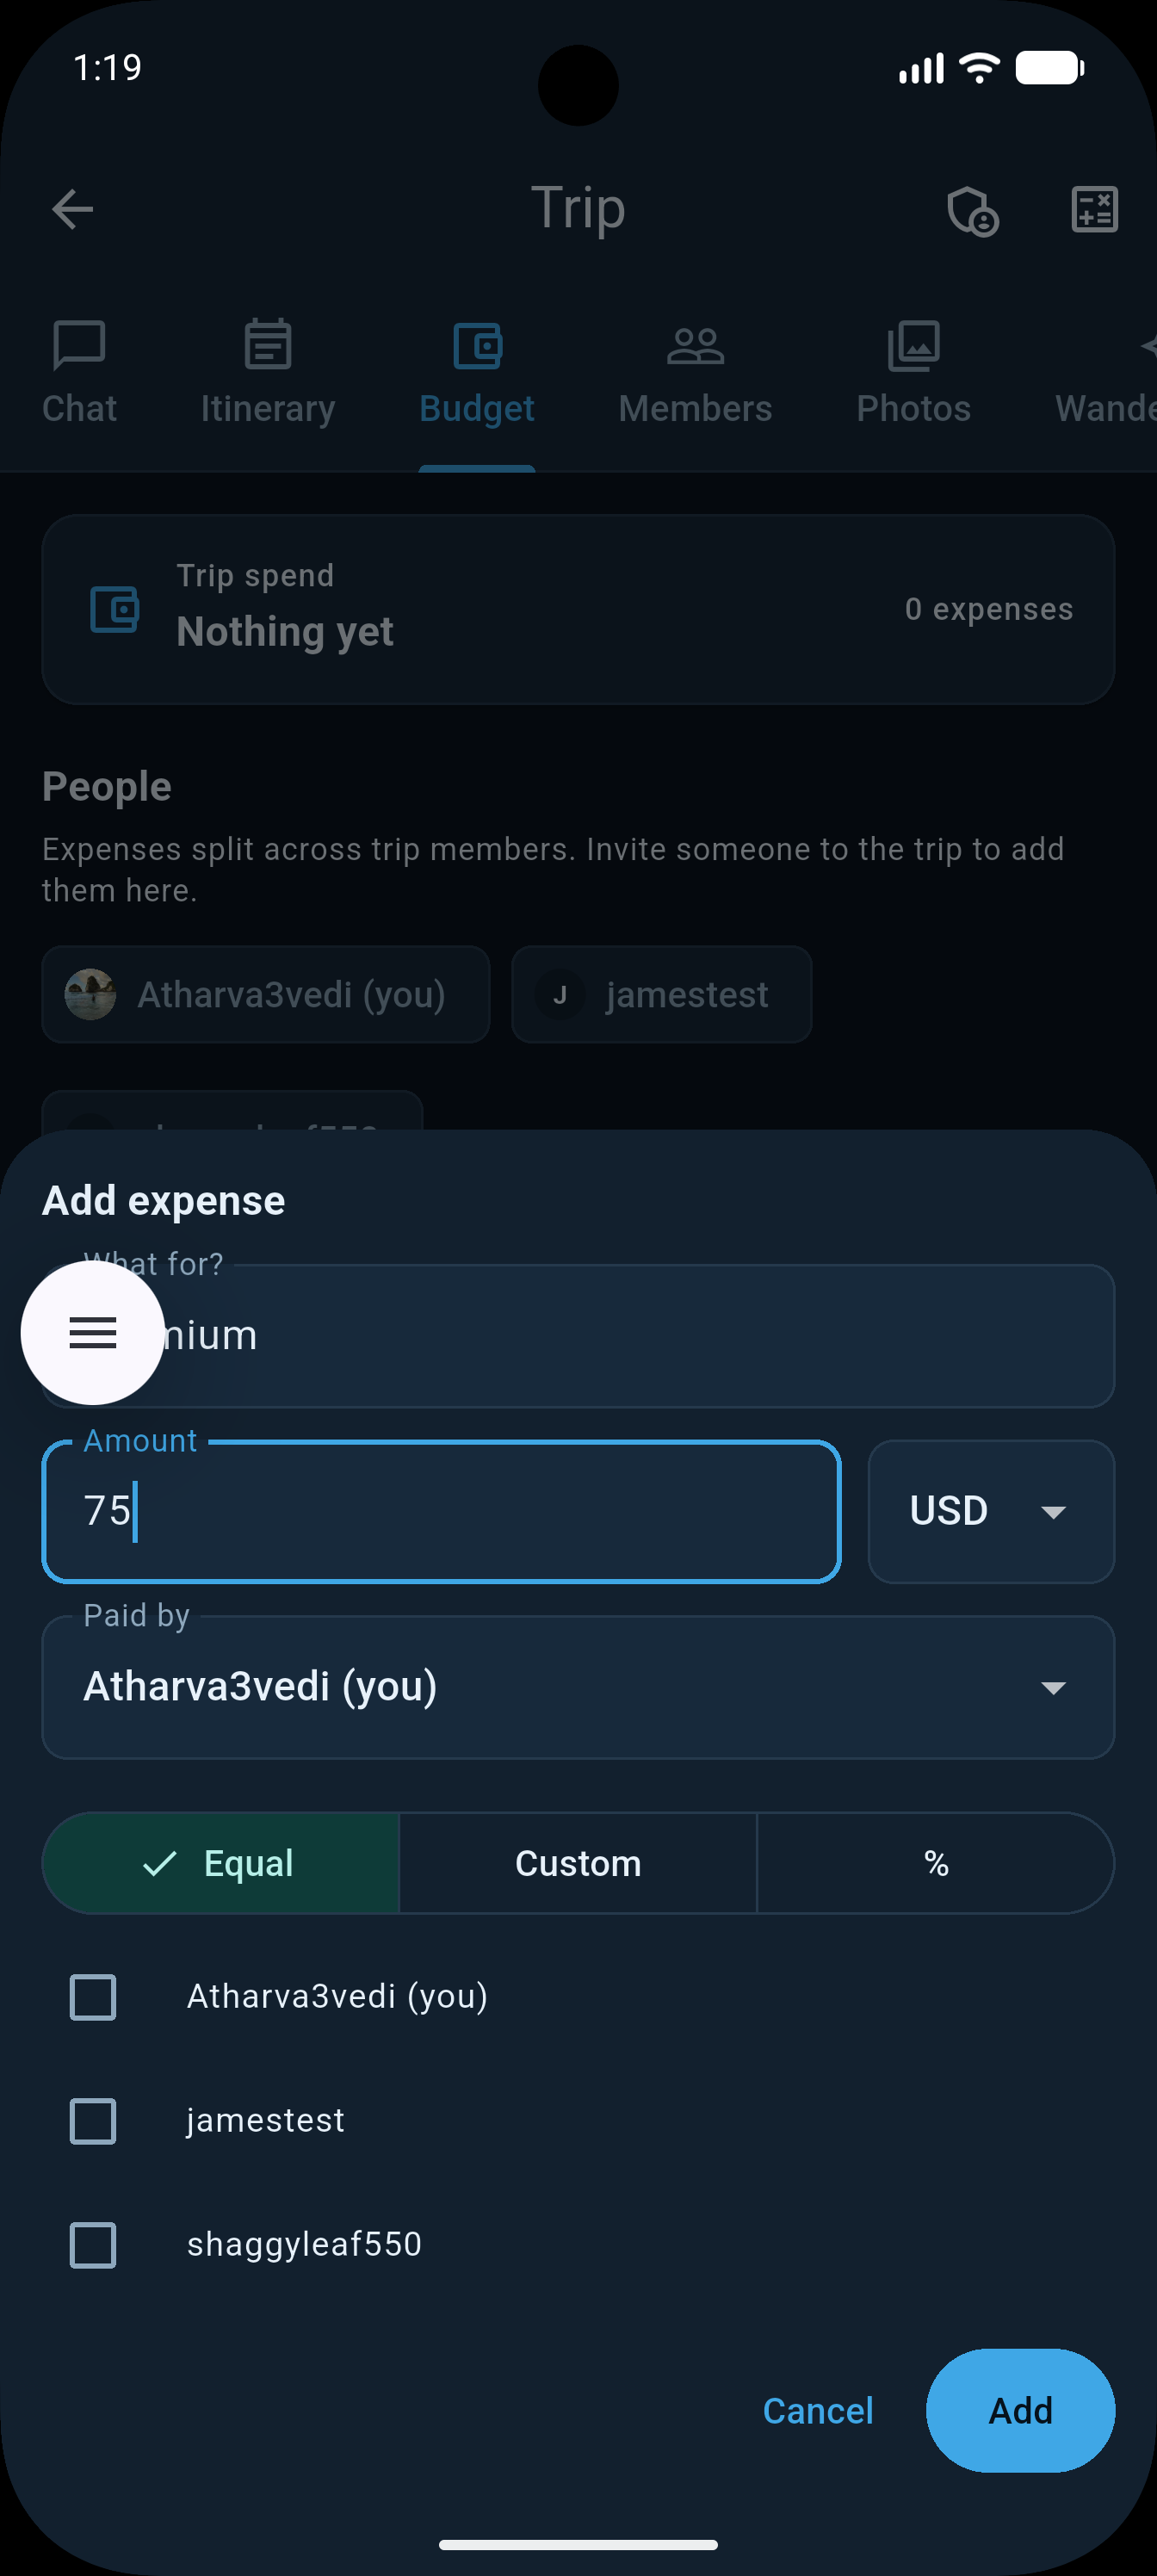 1:19
Trip
Chat
Itinerary
Budget
Members
Photos
Trip spend
Nothing yet
0 expenses
People
Expenses split across trip members. Invite someone to the trip to add
them here.
Atharva3vedi (you)
J
jamestest
Add expense
What for?
Amount
75
USD
Paid by
Atharva3vedi (you)
Equal
Custom
%
Atharva3vedi (you)
jamestest
shaggyleaf550
Cancel
Add